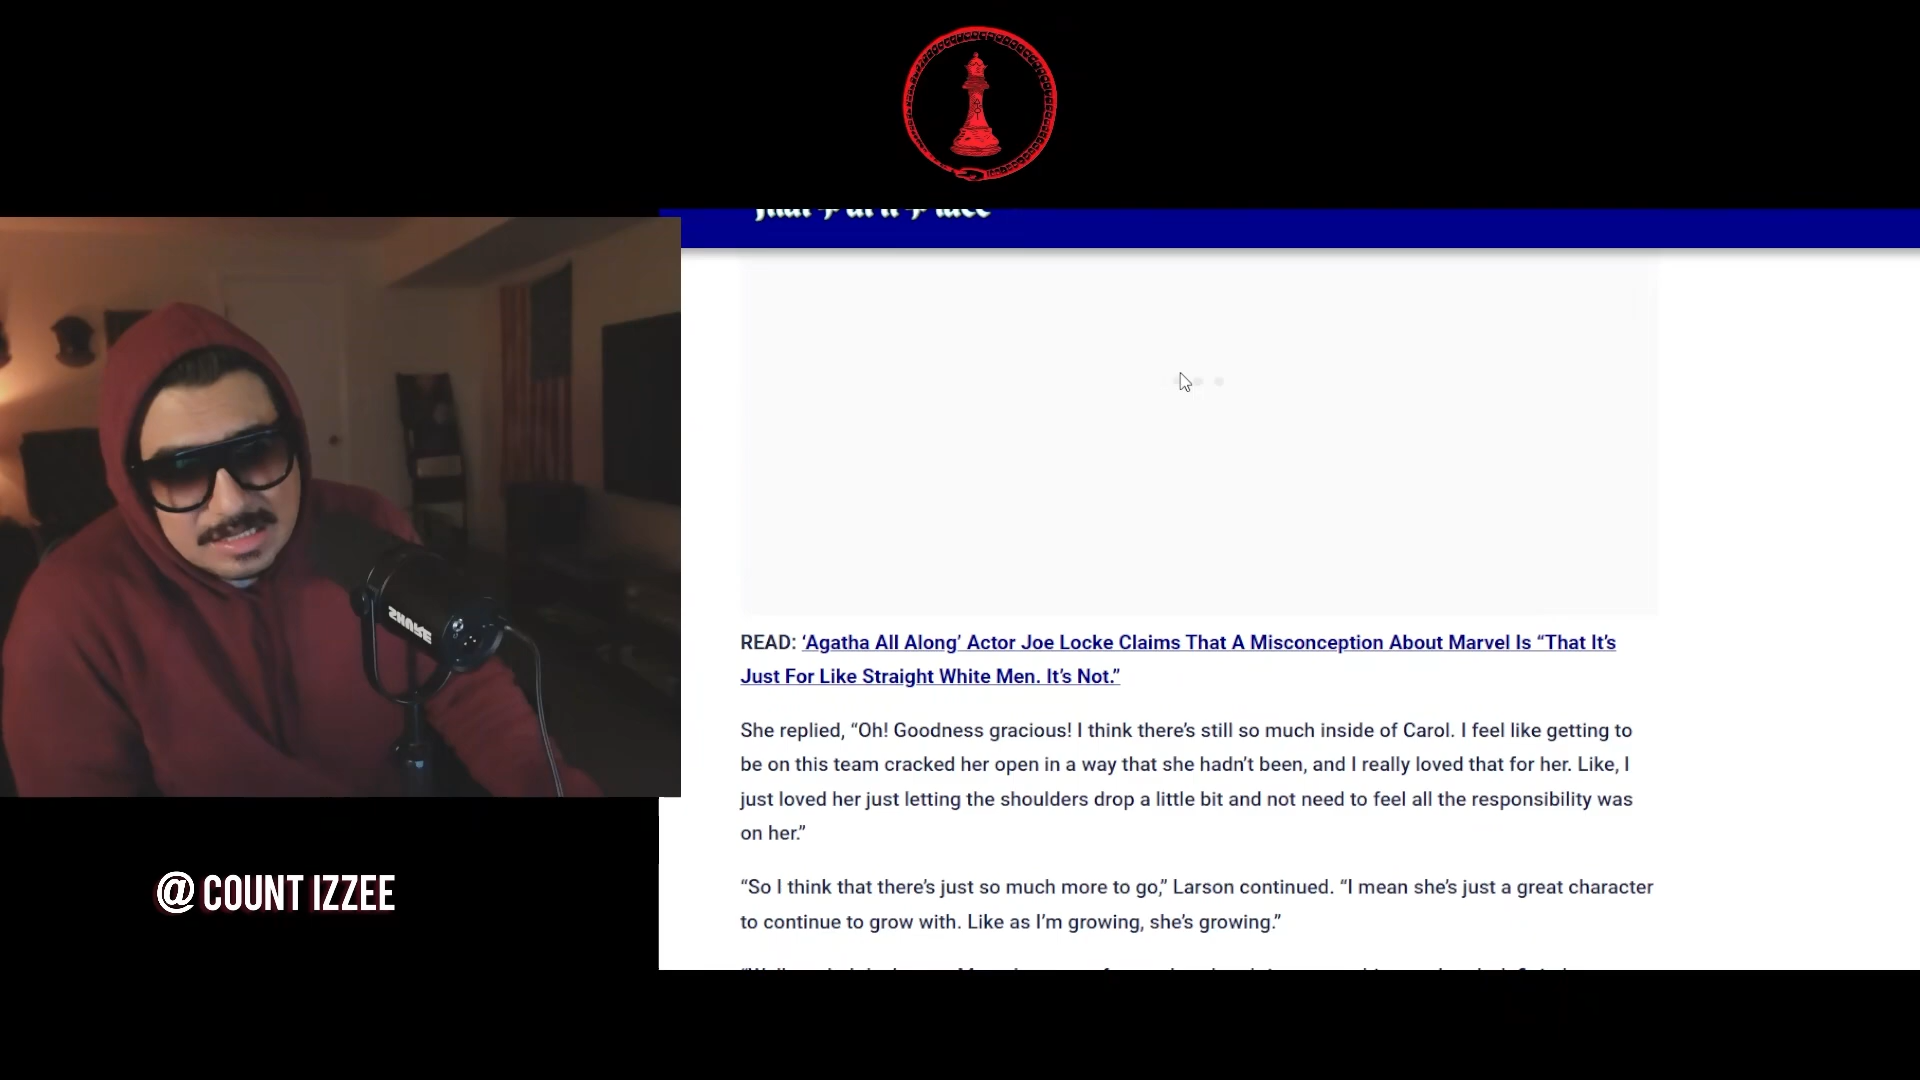 READ: ‘Agatha All Along’ Actor Joe Locke Claims That A Misconception About Marvel Is “That It’s
Just For Like Straight White Men. It’s Not.”
She replied, “Oh! Goodness gracious! I think there’s still so much inside of Carol. I feel like getting to
be on this team cracked her open in a way that she hadn’t been, and I really loved that for her. Like, I
just loved her just letting the shoulders drop a little bit and not need to feel all the responsibility was
on her.”
“So I think that there’s just so much more to go,” Larson continued. “I mean she’s just a great character
to continue to grow with. Like as I’m growing, she’s growing.”
SHURE
@ COUNT IZZEE